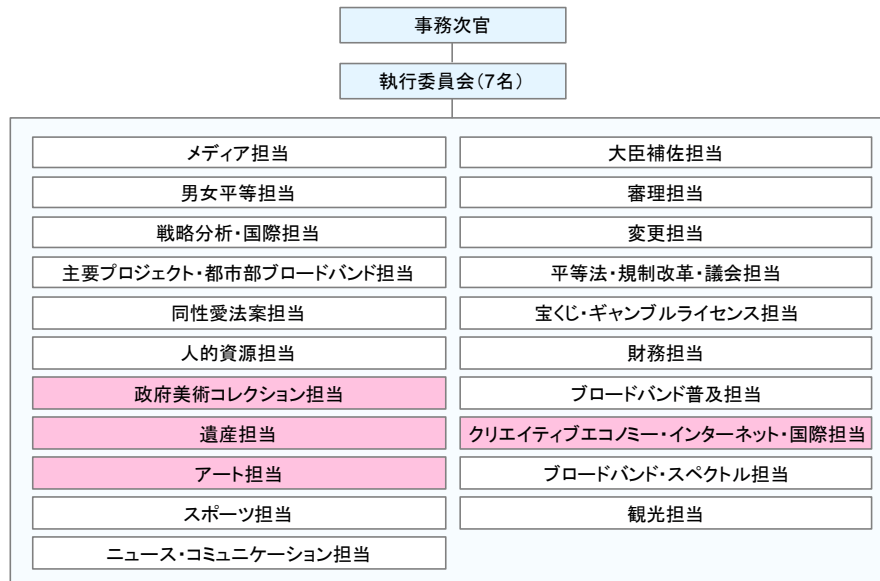 事務次官
執行委員会(7名)
メディア担当
男女平等担当
戦略分析・国際担当
主要プロジェクト・都市部ブロードバンド担当
同性愛法案担当
人的資源担当
政府美術コレクション担当
遺産担当
アート担当
スポーツ担当
ニュース・コミュニケーション担当
大臣補佐担当
審理担当
変更担当
平等法・規制改革・議会担当
宝くじ・ギャンブルライセンス担当
財務担当
ブロードバンド普及担当
クリエイティブエコノミー・インターネット・国際担当
ブロードバンド・スペクトル担当
観光担当